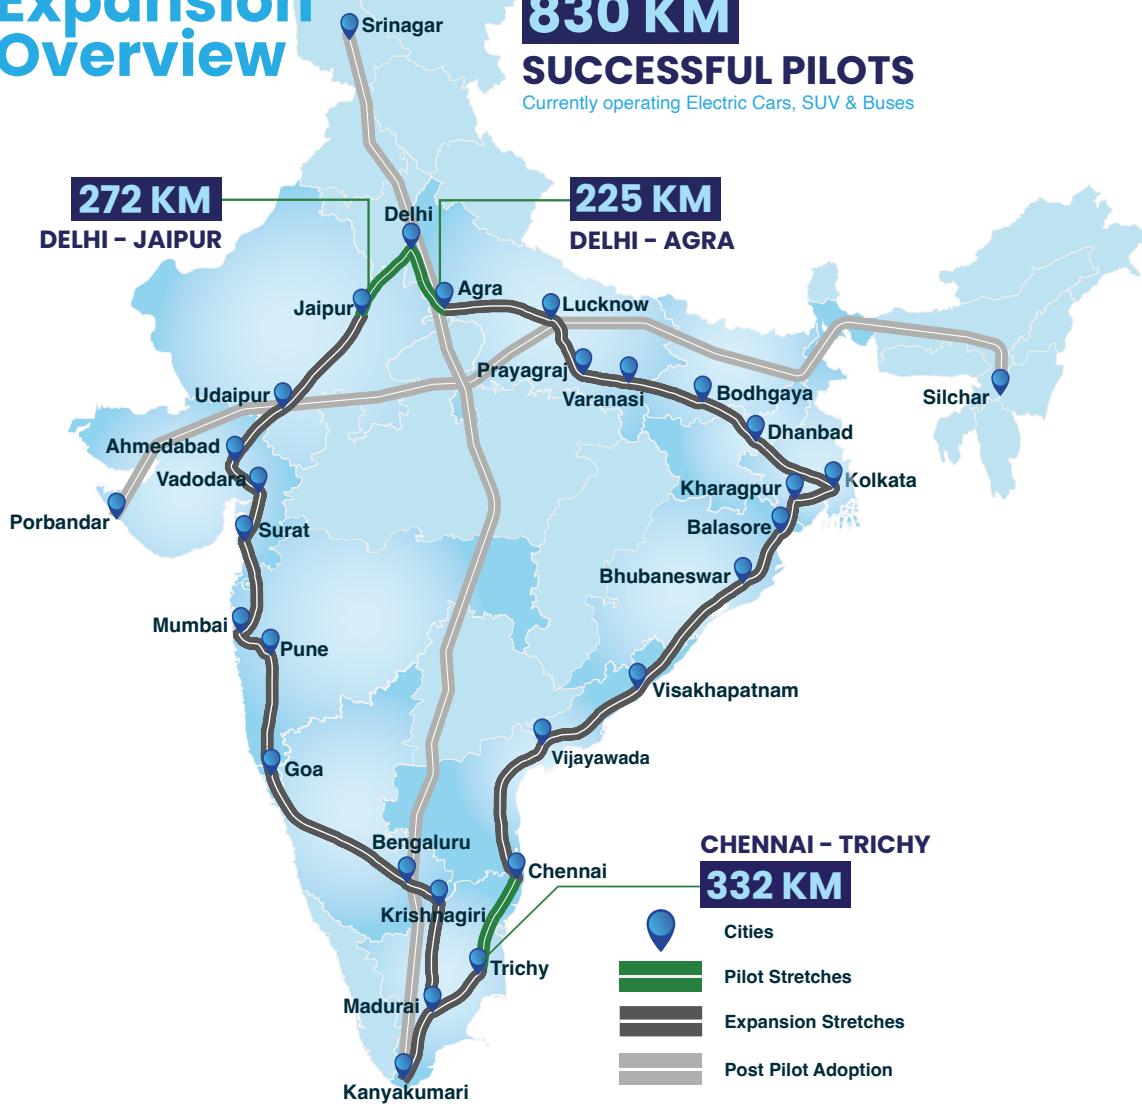 Expansion
Overview
830 KM
SUCCESSFUL PILOTS
Currently operating Electric Cars, SUV & Buses
Srinagar
272 KM
DELHI – JAIPUR
225 KM
DELHI – AGRA
Delhi
Agra
Jaipur
Lucknow
Prayagraj
Varanasi
Bodhgaya
Silchar
Udaipur
Dhanbad
Ahmedabad
Vadodara
Kolkata
Kharagpur
Porbandar
Surat
Balasore
Bhubaneswar
Mumbai
Pune
Visakhapatnam
Vijayawada
Goa
Bengaluru
Chennai
Krishnagiri
Trichy
Madurai
Kanyakumari
CHENNAI – TRICHY
332 KM
Cities
Pilot Stretches
Expansion Stretches
Post Pilot Adoption